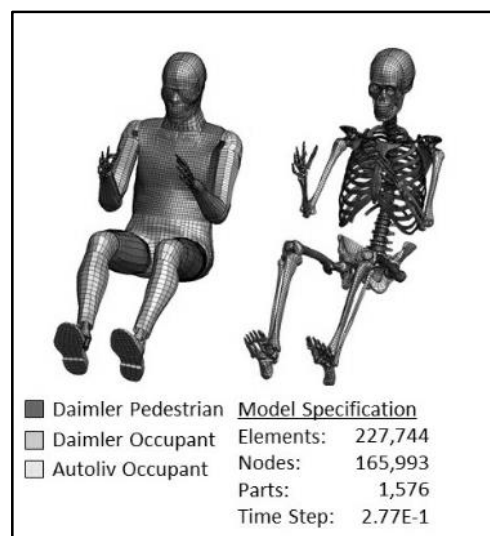 Daimler Pedestrian
Daimler Occupant
Autoliv Occupant
Model Specification
Elements: 227,744
Nodes: 165,993
Parts: 1,576
Time Step: 2.77E-1